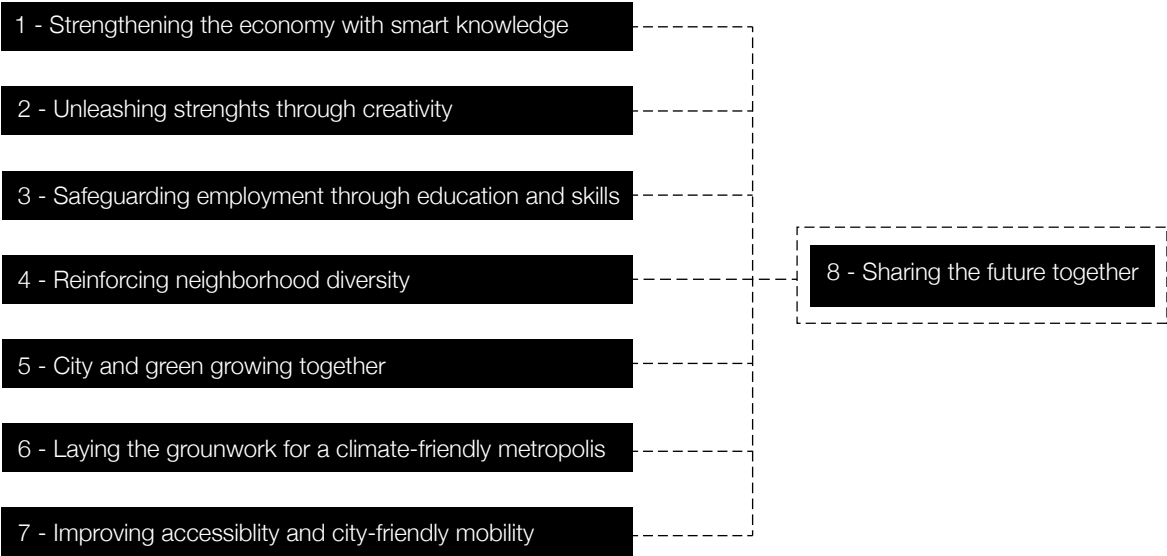 1 - Strengthening the economy with smart knowledge
2 - Unleashing strenghts through creativity
3 - Safeguarding employment through education and skills
4 - Reinforcing neighborhood diversity
5 - City and green growing together
6 - Laying the grounwork for a climate-friendly metropolis
7 - Improving accessiblity and city-friendly mobility
8 - Sharing the future together